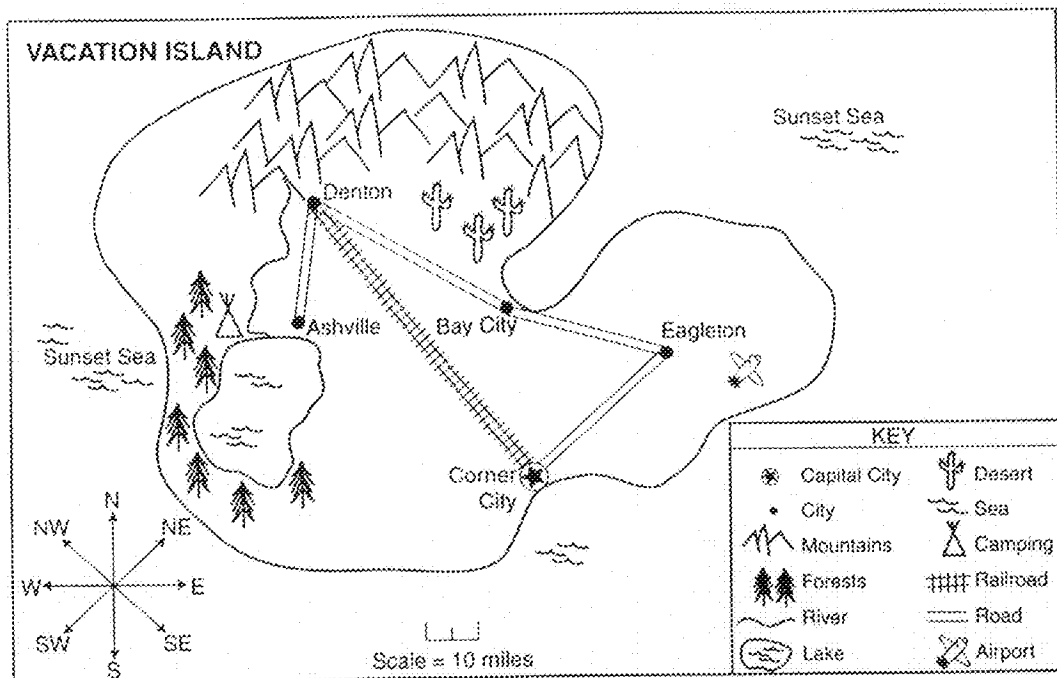 VACATION ISLAND
Sunset Sea
Denton
Ashville
Bay City
Eagleton
Sunset Sea
Corner
City
N
NW
NE
W
E
SW
SE
S
Scale = 10 miles
KEY
Capital City
Desert
City
Sea
Mountains
Camping
Forests
Railroad
River
Road
Lake
Airport